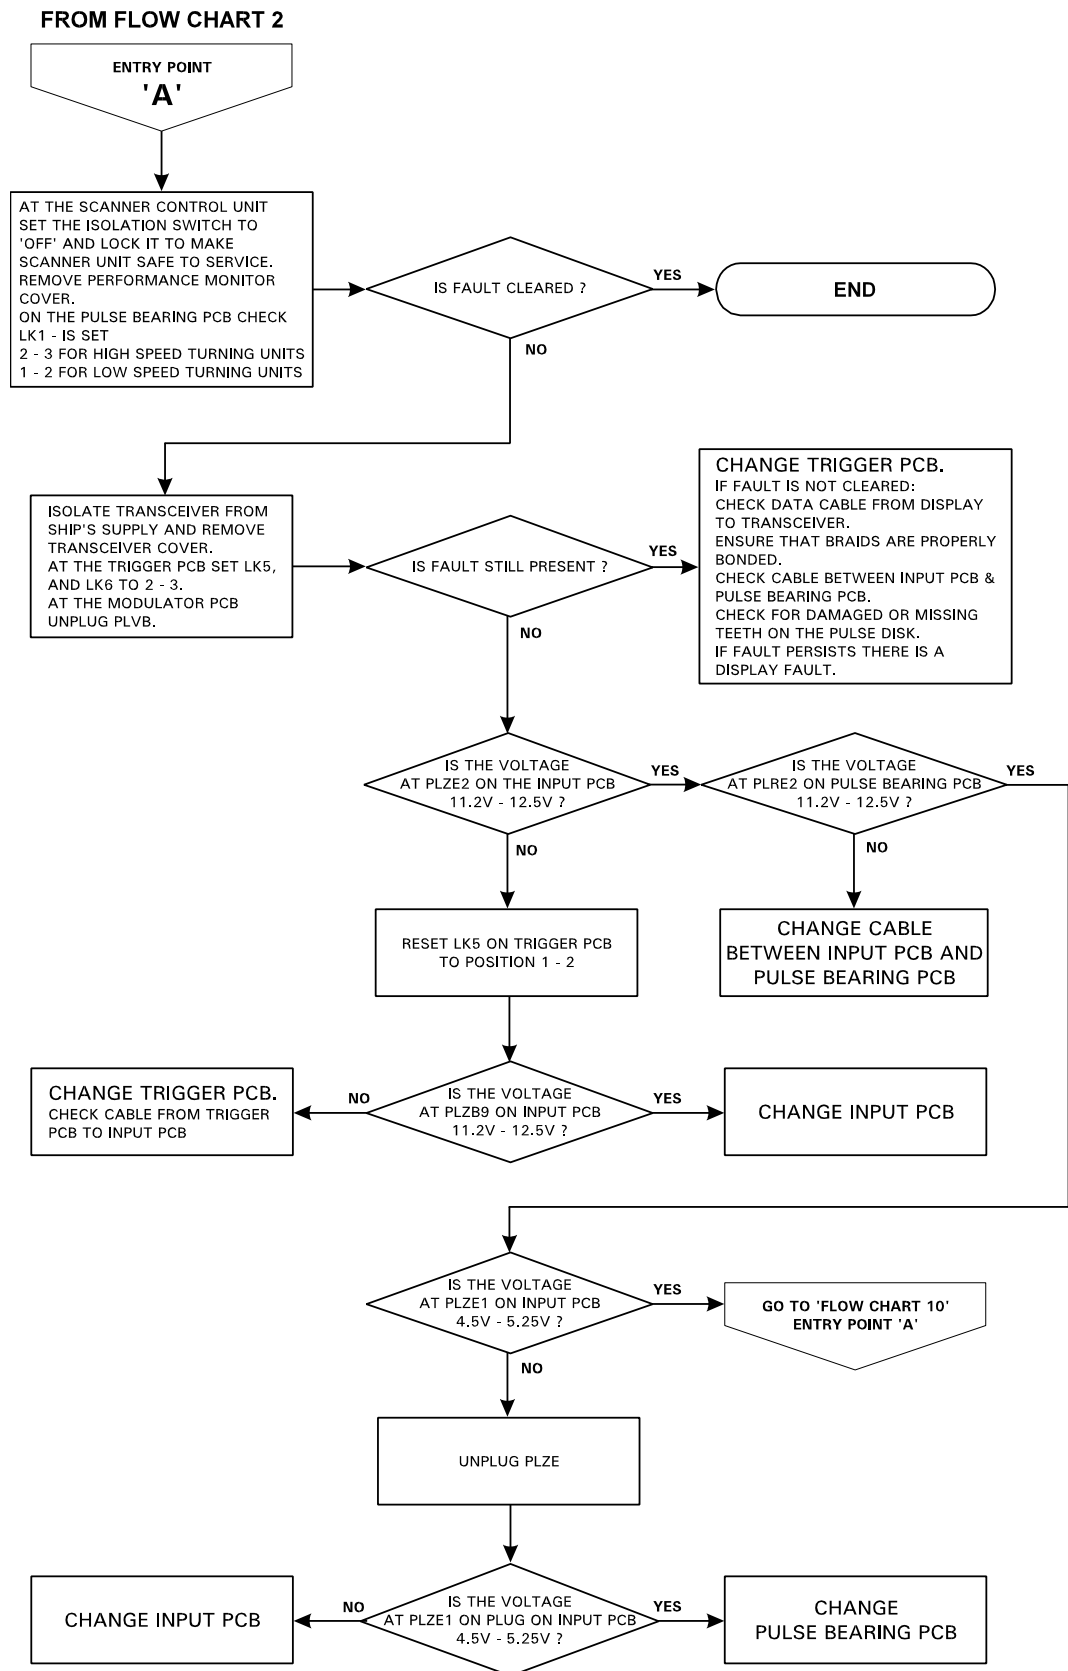 FROM FLOW CHART 2
ENTRY POINT
'A'
AT THE SCANNER CONTROL UNIT
SET THE ISOLATION SWITCH TO
'OFF' AND LOCK IT TO MAKE
SCANNER UNIT SAFE TO SERVICE.
REMOVE PERFORMANCE MONITOR
COVER.
ON THE PULSE BEARING PCB CHECK
LK1 - IS SET
2 - 3 FOR HIGH SPEED TURNING UNITS
1 - 2 FOR LOW SPEED TURNING UNITS
IS FAULT CLEARED ?
YES
END
NO
ISOLATE TRANSCEIVER FROM
SHIP'S SUPPLY AND REMOVE
TRANSCEIVER COVER.
AT THE TRIGGER PCB SET LK5,
AND LK6 TO 2 - 3.
AT THE MODULATOR PCB
UNPLUG PLVB.
IS FAULT STILL PRESENT ?
YES
CHANGE TRIGGER PCB.
IF FAULT IS NOT CLEARED:
CHECK DATA CABLE FROM DISPLAY
TO TRANSCEIVER.
ENSURE THAT BRAIDS ARE PROPERLY
BONDED.
CHECK CABLE BETWEEN INPUT PCB &
PULSE BEARING PCB.
CHECK FOR DAMAGED OR MISSING
TEETH ON THE PULSE DISK.
IF FAULT PERSISTS THERE IS A
DISPLAY FAULT.
NO
IS THE VOLTAGE
AT PLZE2 ON THE INPUT PCB
11.2V - 12.5V ?
YES
IS THE VOLTAGE
AT PLRE2 ON PULSE BEARING PCB
11.2V - 12.5V ?
YES
NO
NO
RESET LK5 ON TRIGGER PCB
TO POSITION 1 - 2
CHANGE CABLE
BETWEEN INPUT PCB AND
PULSE BEARING PCB
CHANGE TRIGGER PCB.
CHECK CABLE FROM TRIGGER
PCB TO INPUT PCB
NO
IS THE VOLTAGE
AT PLZB9 ON INPUT PCB
11.2V - 12.5V ?
YES
CHANGE INPUT PCB
IS THE VOLTAGE
AT PLZE1 ON INPUT PCB
4.5V - 5.25V ?
YES
GO TO 'FLOW CHART 10'
ENTRY POINT 'A'
NO
UNPLUG PLZE
CHANGE INPUT PCB
NO
IS THE VOLTAGE
AT PLZE1 ON PLUG ON INPUT PCB
4.5V - 5.25V ?
YES
CHANGE
PULSE BEARING PCB